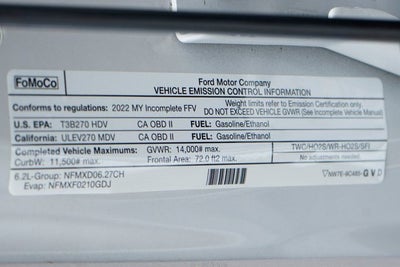 FoMoCo
Ford Motor Company
VEHICLE EMISSION CONTROL INFORMATION
Conforms to regulations: 2022 MY Incomplete FFV
Weight limits refer to Emission Certification only.
DO NOT EXCEED VEHICLE GVWR (See Incomplete Vehicle Manual).
U.S. EPA: T3B270 HDV CA OBD II FUEL: Gasoline/Ethanol
California: ULEV270 MDV CA OBD II FUEL: Gasoline/Ethanol
Completed Vehicle Maximums: GVWR: 14,000# max.
CurbW: 11,500# max. Frontal Area: 72.0 ft2 max.
TWC/HO2S/WR-HO2S/SFI
No adjustments needed.
6.2L-Group: NFMXD06.27CH
Evap: NFMXF0210GDJ
NW7E-9C485- G V D